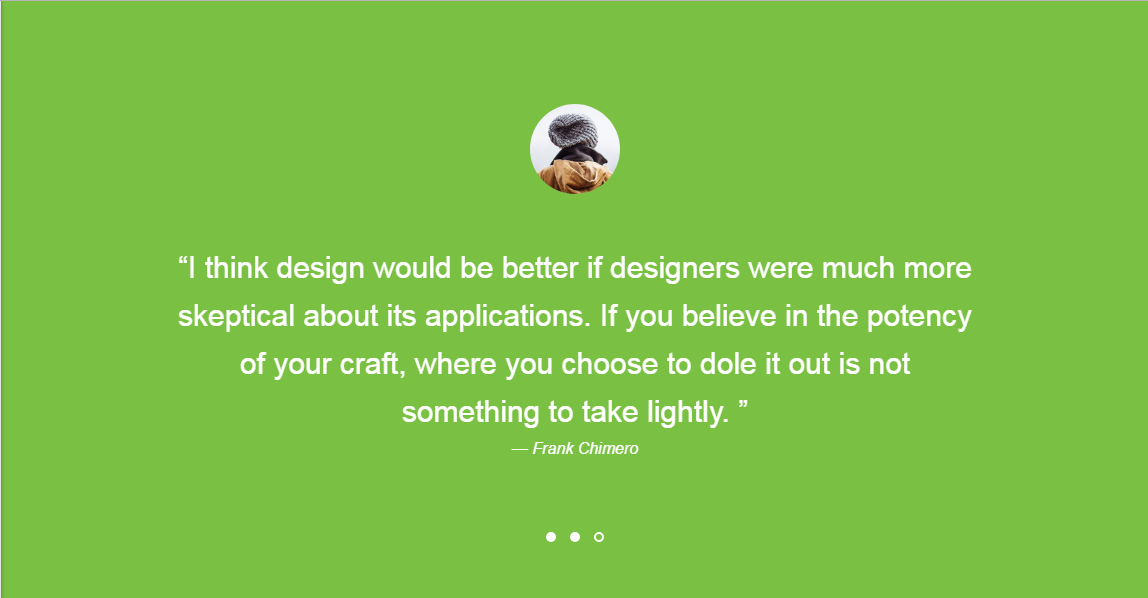 “I think design would be better if designers were much more
skeptical about its applications. If you believe in the potency
of your craft, where you choose to dole it out is not
something to take lightly. ”
— Frank Chimero